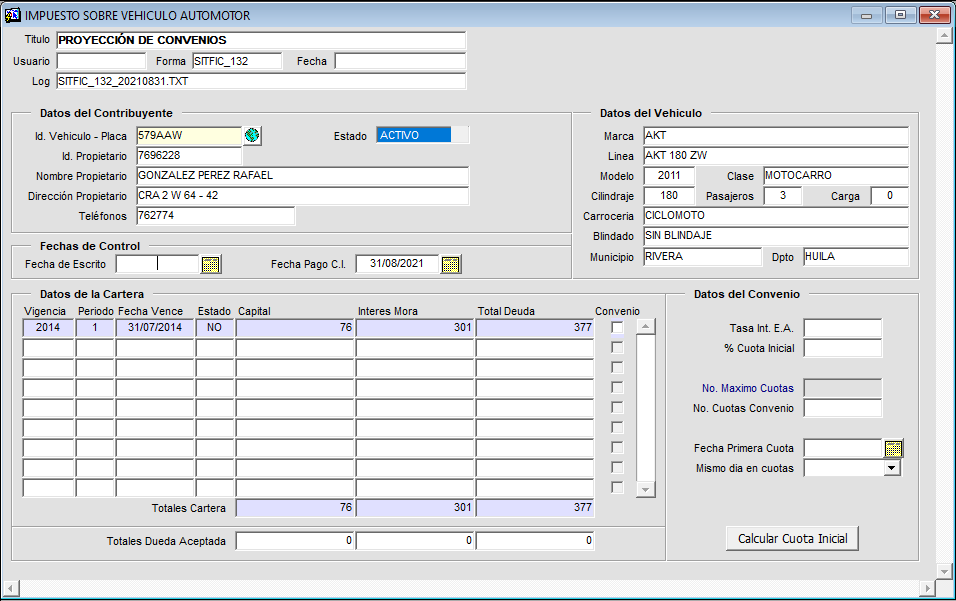 IMPUESTO SOBRE VEHICULO AUTOMOTOR
Titulo PROYECCIÓN DE CONVENIOS
Usuario Forma SITFIC_132 Fecha
Log SITFIC_132_20210831.TXT
Datos del Contribuyente
Id. Vehiculo - Placa 579AAW Estado ACTIVO
Id. Propietario 7696228
Nombre Propietario GONZALEZ PEREZ RAFAEL
Dirección Propietario CRA 2 W 64 - 42
Teléfonos 762774
Datos del Vehiculo
Marca AKT
Linea AKT 180 ZW
Modelo 2011 Clase MOTOCARRO
Cilindraje 180 Pasajeros 3 Carga 0
Carroceria CICLOMOTO
Blindado SIN BLINDAJE
Municipio RIVERA Dpto HUILA
Fechas de Control
Fecha de Escrito Fecha Pago C.I. 31/08/2021
Datos de la Cartera
Vigencia Periodo Fecha Vence Estado Capital Interes Mora Total Deuda Convenio
2014 1 31/07/2014 NO 76 301 377
Totales Cartera 76 301 377
Totales Dueda Aceptada 0 0 0
Datos del Convenio
Tasa Int. E.A.
% Cuota Inicial
No. Maximo Cuotas
No. Cuotas Convenio
Fecha Primera Cuota
Mismo dia en cuotas
Calcular Cuota Inicial